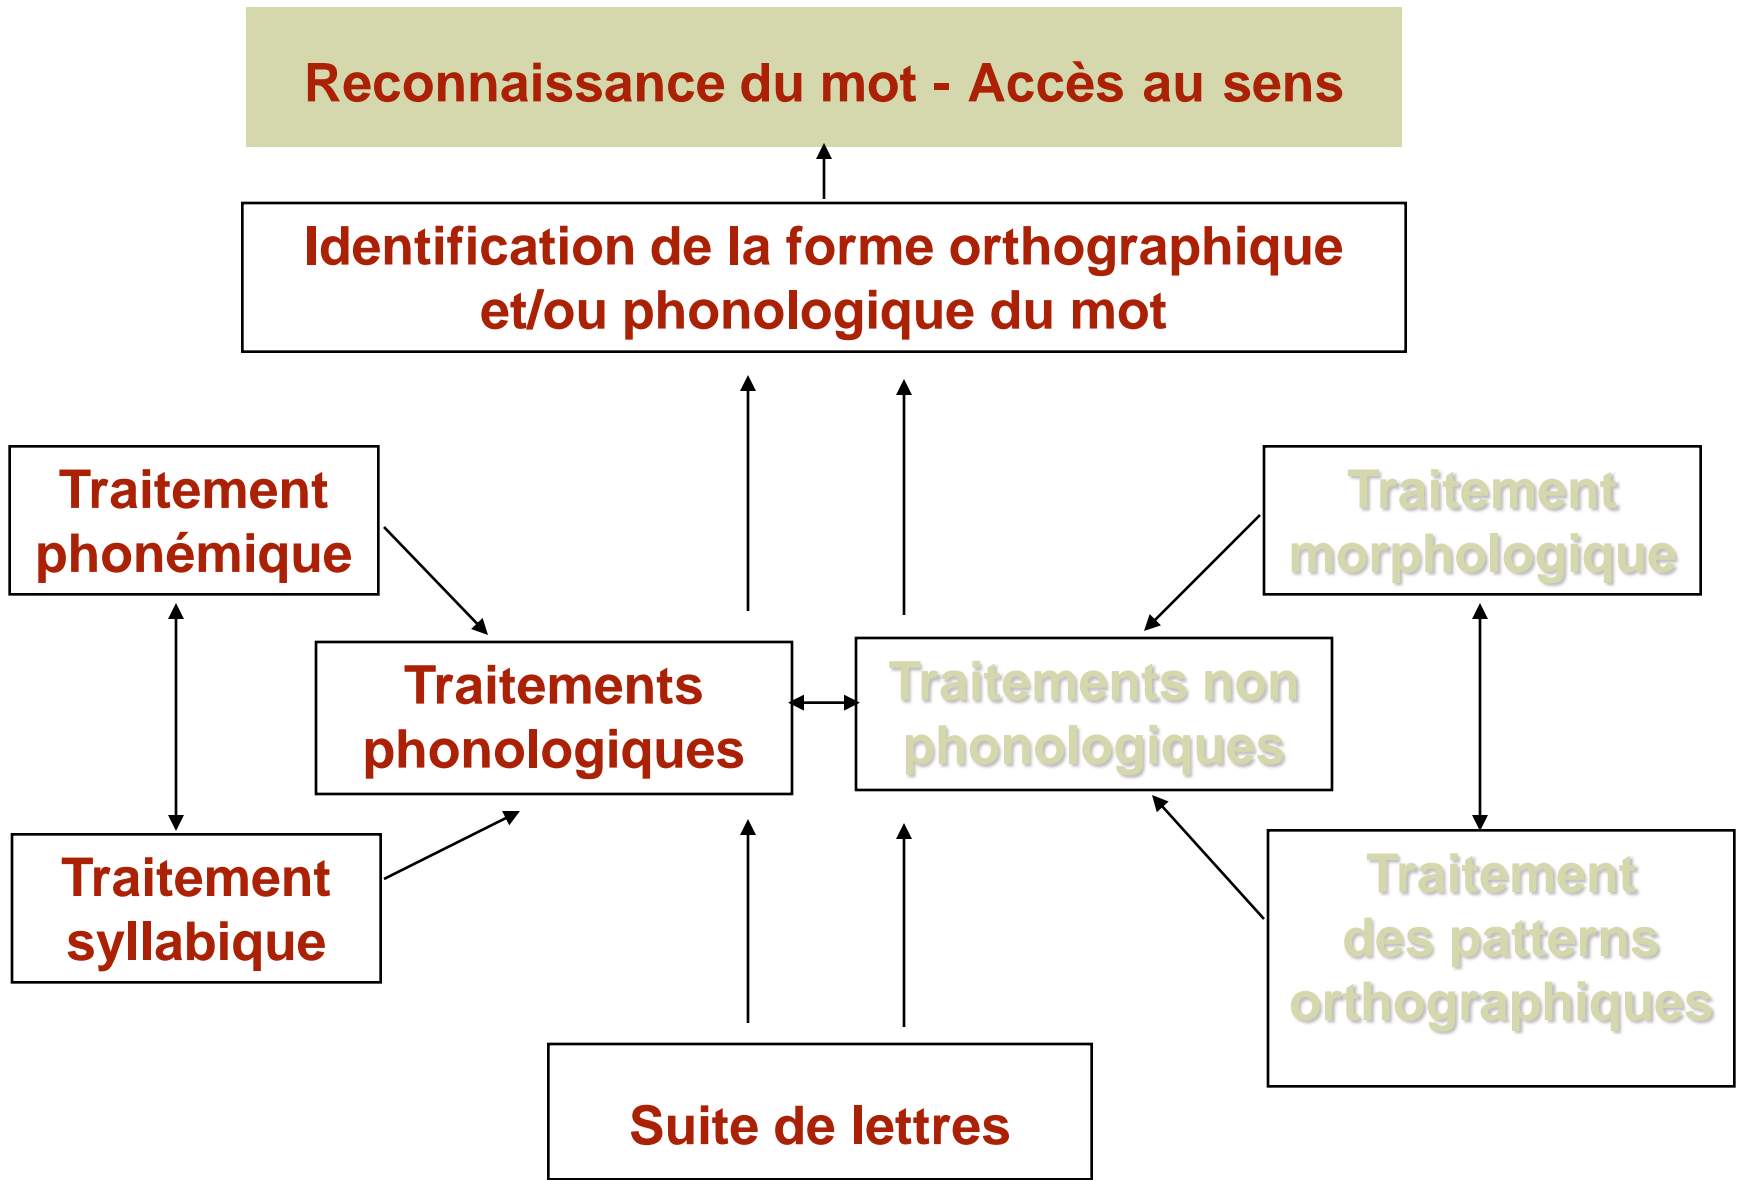 Reconnaissance du mot - Accès au sens
Identification de la forme orthographique
et/ou phonologique du mot
Traitement
phonémique
Traitement
morphologique
Traitements
phonologiques
Traitements non
phonologiques
Traitement
syllabique
Traitement
des patterns
orthographiques
Suite de lettres